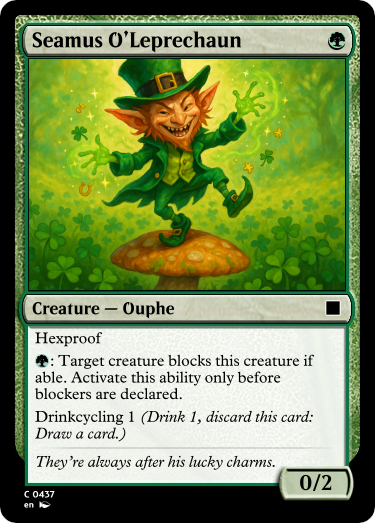 Seamus O'Leprechaun
Creature — Ouphe
Hexproof
: Target creature blocks this creature if
able. Activate this ability only before
blockers are declared.
Drinkcycling 1 (Drink 1, discard this card:
Draw a card.)
They're always after his lucky charms.
0/2
C 0437
en